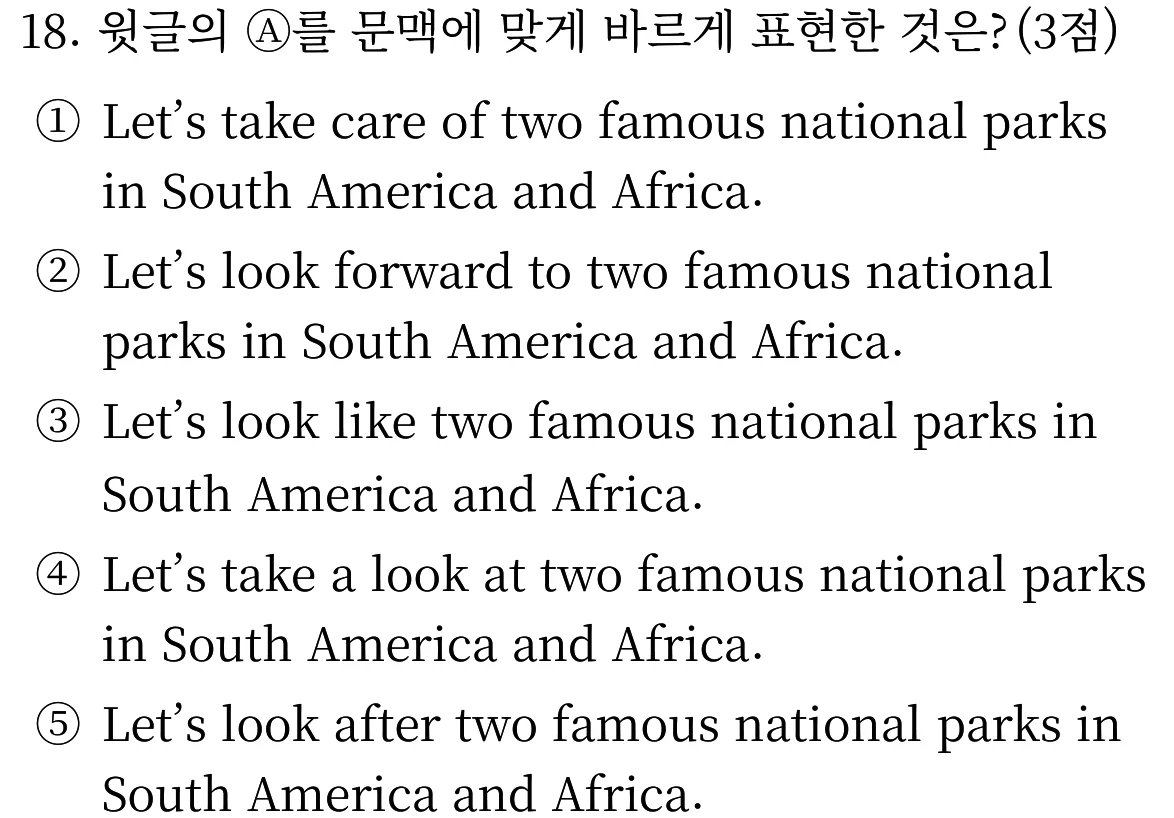 18. 윗글의 Ⓐ를 문맥에 맞게 바르게 표현한 것은? (3점)
① Let’s take care of two famous national parks
in South America and Africa.
② Let’s look forward to two famous national
parks in South America and Africa.
③ Let’s look like two famous national parks in
South America and Africa.
④ Let’s take a look at two famous national parks
in South America and Africa.
⑤ Let’s look after two famous national parks in
South America and Africa.